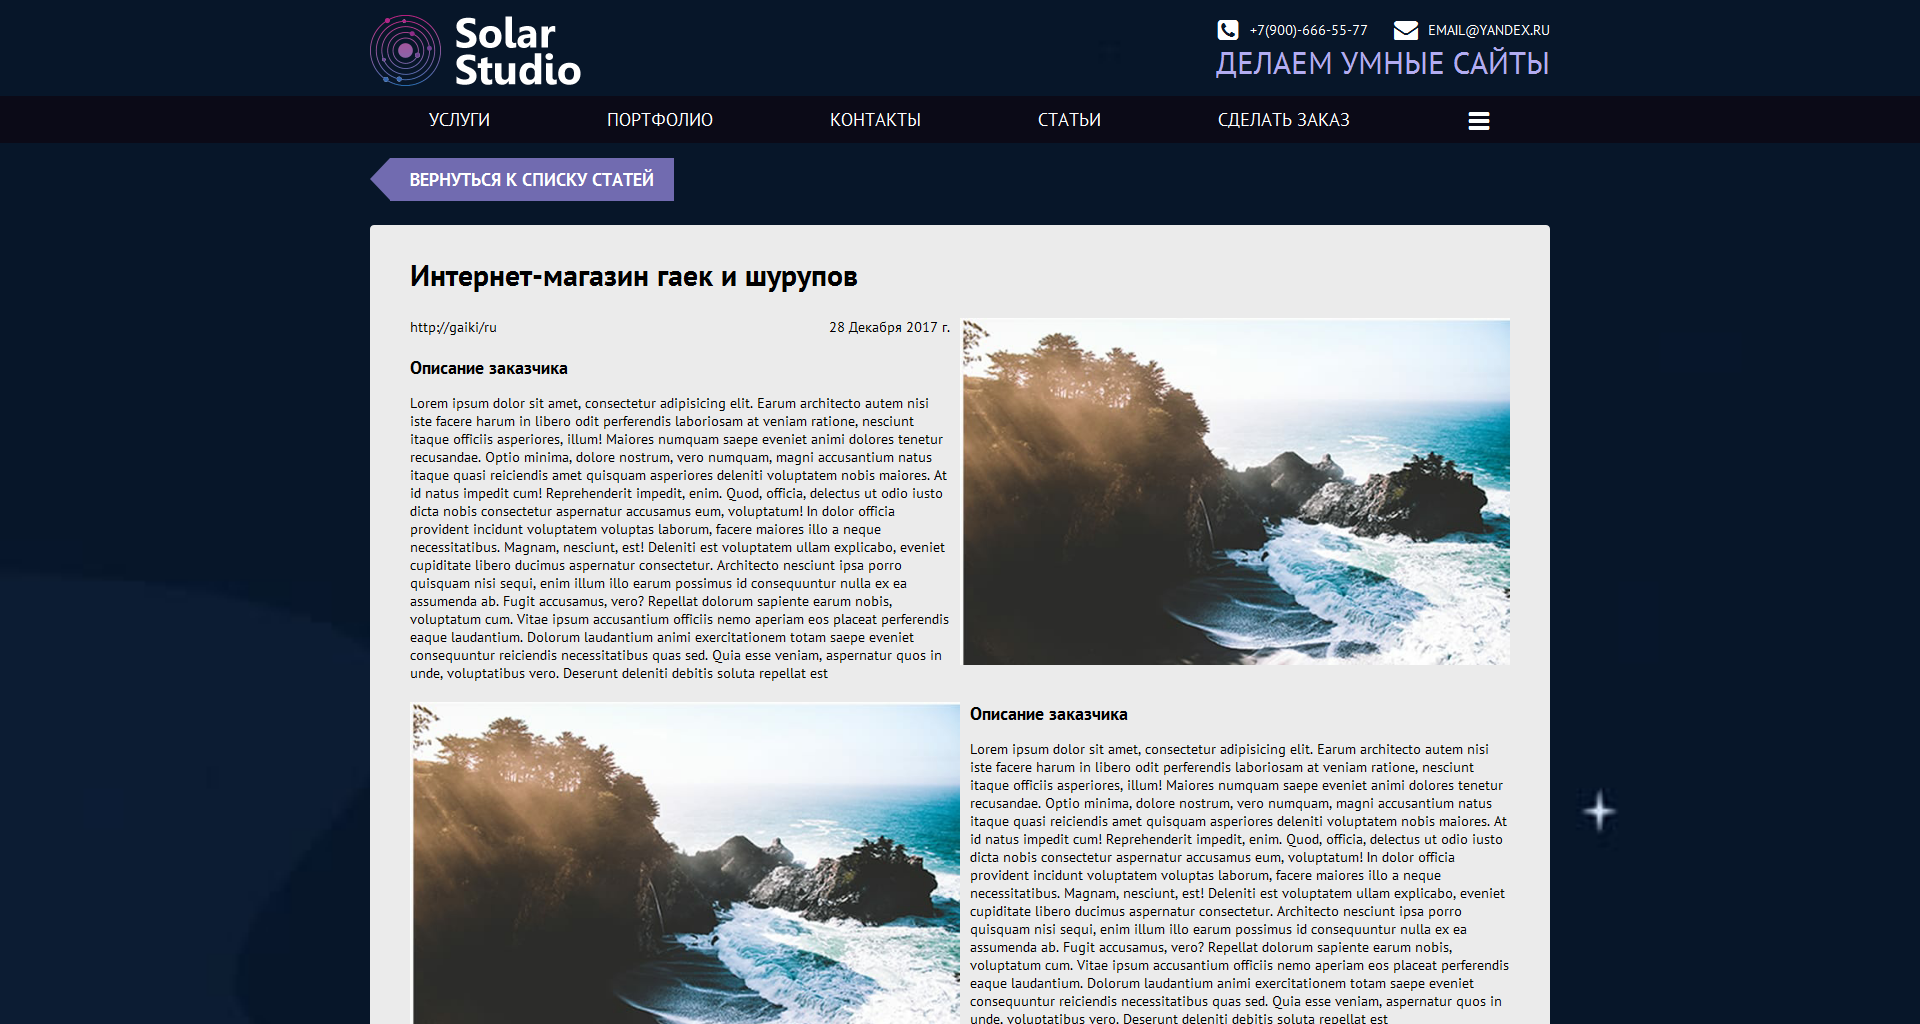 Solar
Studio
+7(900)-666-55-77
EMAIL@YANDEX.RU
ДЕЛАЕМ УМНЫЕ САЙТЫ
УСЛУГИ
ПОРТФОЛИО
КОНТАКТЫ
СТАТЬИ
СДЕЛАТЬ ЗАКАЗ
ВЕРНУТЬСЯ К СПИСКУ СТАТЕЙ
Интернет-магазин гаек и шурупов
http://gaiki/ru
28 Декабря 2017 г.
Описание заказчика
Lorem ipsum dolor sit amet, consectetur adipisicing elit. Earum architecto autem nisi
iste facere harum in libero odit perferendis laboriosam at veniam ratione, nesciunt
itaque officiis asperiores, illum! Maiores numquam saepe eveniet animi dolores tenetur
recusandae. Optio minima, dolore nostrum, vero numquam, magni accusantium natus
itaque quasi reiciendis amet quisquam asperiores deleniti voluptatem nobis maiores. At
id natus impedit cum! Reprehenderit impedit, enim. Quod, officia, delectus ut odio iusto
dicta nobis consectetur aspernatur accusamus eum, voluptatum! In dolor officia
provident incidunt voluptatem voluptas laborum, facere maiores illo a neque
necessitatibus. Magnam, nesciunt, est! Deleniti est voluptatem ullam explicabo, eveniet
cupiditate libero ducimus aspernatur consectetur. Architecto nesciunt ipsa porro
quisquam nisi sequi, enim illum illo earum possimus id consequuntur nulla ex ea
assumenda ab. Fugit accusamus, vero? Repellat dolorum sapiente earum nobis,
voluptatum cum. Vitae ipsum accusantium officiis nemo aperiam eos placeat perferendis
eaque laudantium. Dolorum laudantium animi exercitationem totam saepe eveniet
consequuntur reiciendis necessitatibus quas sed. Quia esse veniam, aspernatur quos in
unde, voluptatibus vero. Deserunt deleniti debitis soluta repellat est
Описание заказчика
Lorem ipsum dolor sit amet, consectetur adipisicing elit. Earum architecto autem nisi
iste facere harum in libero odit perferendis laboriosam at veniam ratione, nesciunt
itaque officiis asperiores, illum! Maiores numquam saepe eveniet animi dolores tenetur
recusandae. Optio minima, dolore nostrum, vero numquam, magni accusantium natus
itaque quasi reiciendis amet quisquam asperiores deleniti voluptatem nobis maiores. At
id natus impedit cum! Reprehenderit impedit, enim. Quod, officia, delectus ut odio iusto
dicta nobis consectetur aspernatur accusamus eum, voluptatum! In dolor officia
provident incidunt voluptatem voluptas laborum, facere maiores illo a neque
necessitatibus. Magnam, nesciunt, est! Deleniti est voluptatem ullam explicabo, eveniet
cupiditate libero ducimus aspernatur consectetur. Architecto nesciunt ipsa porro
quisquam nisi sequi, enim illum illo earum possimus id consequuntur nulla ex ea
assumenda ab. Fugit accusamus, vero? Repellat dolorum sapiente earum nobis,
voluptatum cum. Vitae ipsum accusantium officiis nemo aperiam eos placeat perferendis
eaque laudantium. Dolorum laudantium animi exercitationem totam saepe eveniet
consequuntur reiciendis necessitatibus quas sed. Quia esse veniam, aspernatur quos in
unde, voluptatibus vero. Deserunt deleniti debitis soluta repellat est